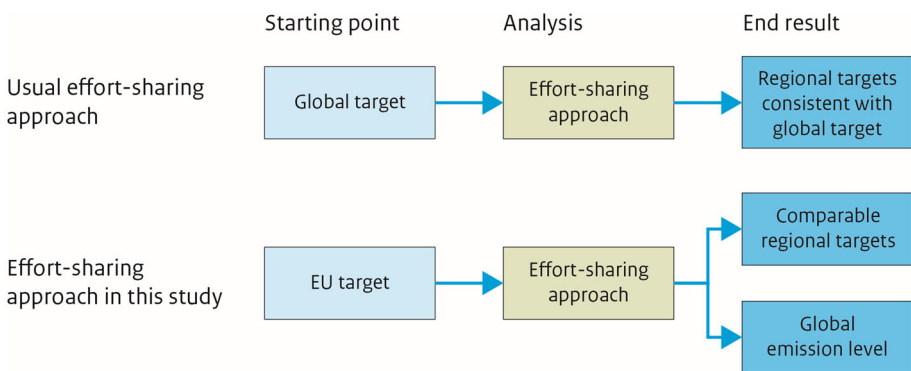 Starting point
Analysis
End result
Usual effort-sharing
approach
Global target
Effort-sharing
approach
Regional targets
consistent with
global target
Effort-sharing
approach in this study
EU target
Effort-sharing
approach
Comparable
regional targets
Global
emission level